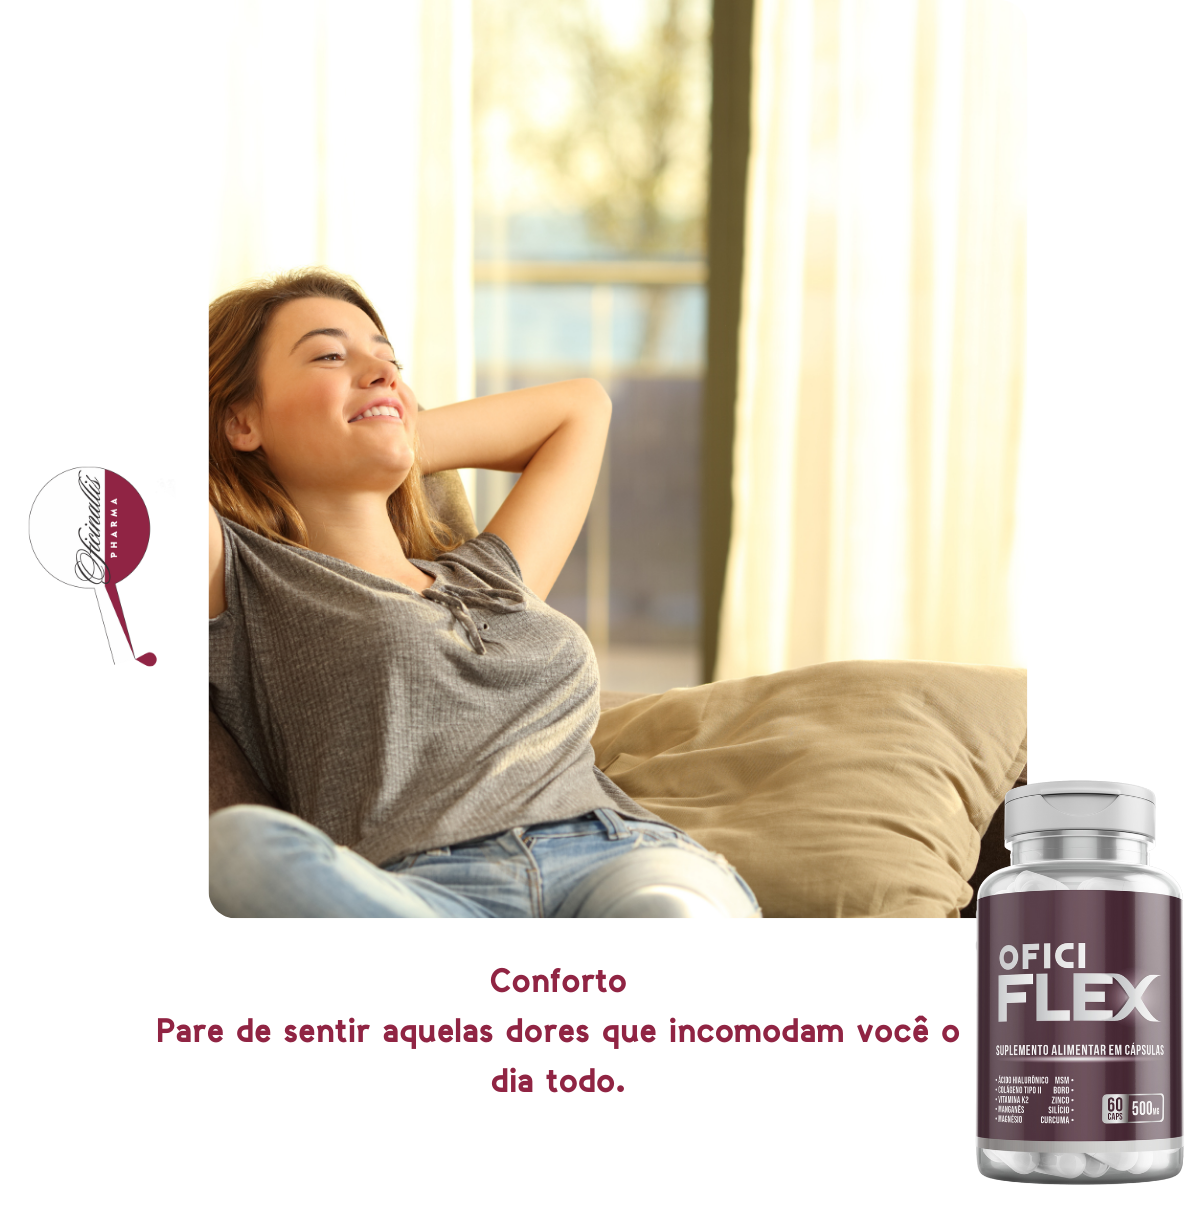 Oficinallis
PHARMA
Conforto
Pare de sentir aquelas dores que incomodam você o
dia todo.
OFICI
FLEX
SUPLEMENTO ALIMENTAR EM CÁPSULAS
• ÁCIDO HIALURÔNICO MSM •
• COLÁGENO TIPO II BORO •
• VITAMINA K2 ZINCO •
• MANGANÊS SILÍCIO •
• MAGNÉSIO CURCUMA •
60
CAPS
500MG